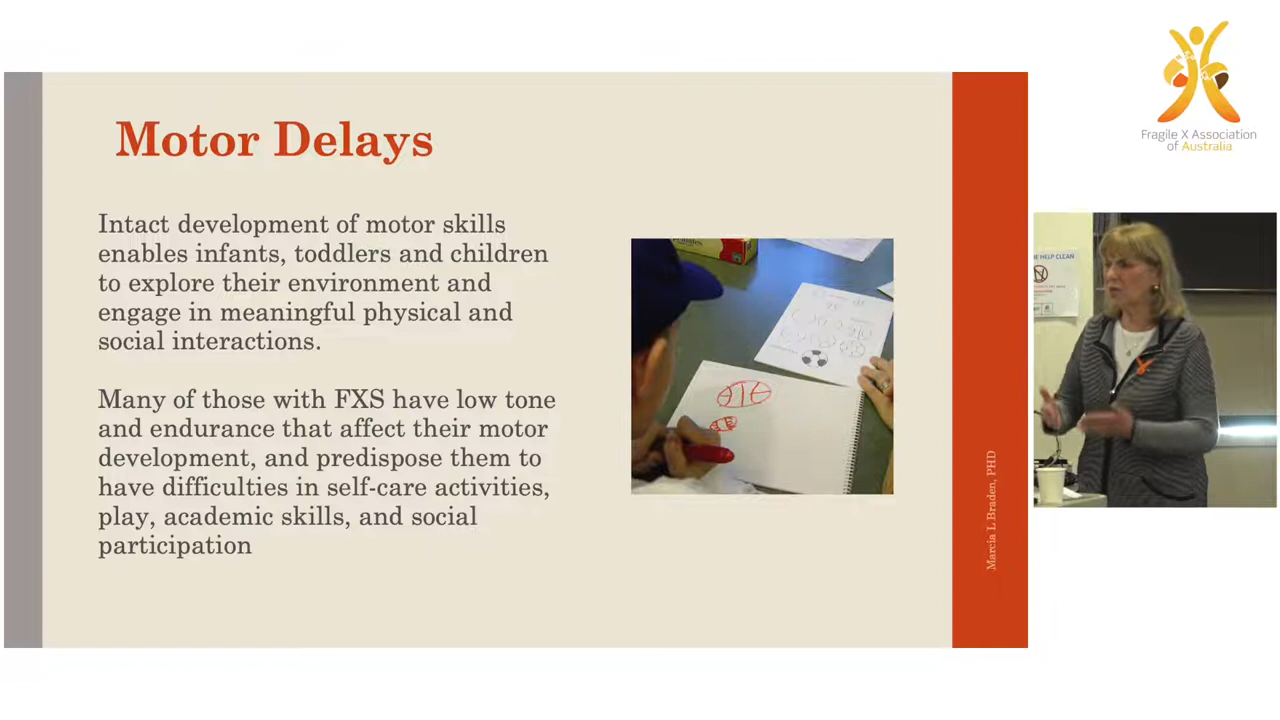 Motor Delays
Intact development of motor skills
enables infants, toddlers and children
to explore their environment and
engage in meaningful physical and
social interactions.
Many of those with FXS have low tone
and endurance that affect their motor
development, and predispose them to
have difficulties in self-care activities,
play, academic skills, and social
participation
Marcia L Braden, PHD
Fragile X Association
of Australia
HELP CLEAN